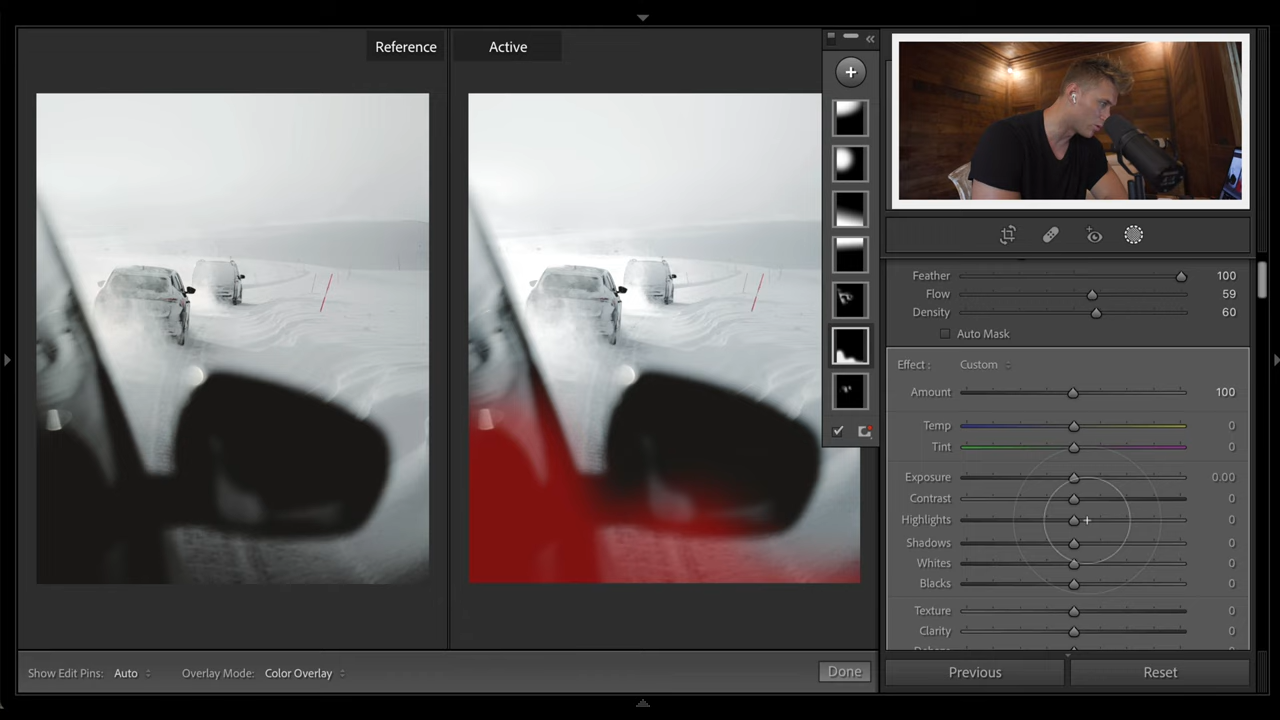 Reference
Active
Feather 100
Flow 59
Density 60
Auto Mask
Effect : Custom
Amount 100
Temp 0
Tint 0
Exposure 0.00
Contrast 0
Highlights 0
Shadows 0
Whites 0
Blacks 0
Texture 0
Clarity 0
Show Edit Pins: Auto
Overlay Mode: Color Overlay
Done
Previous
Reset